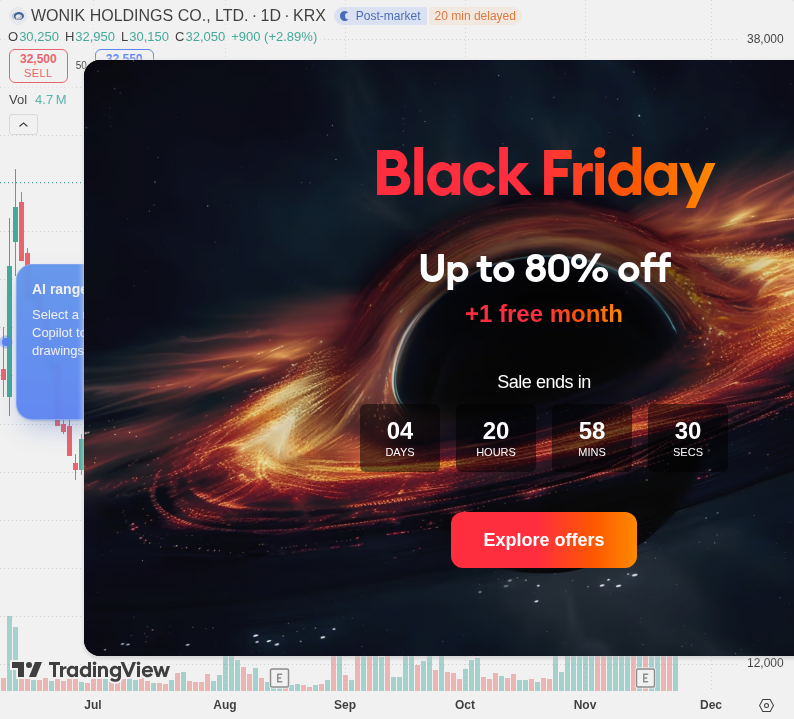 WONIK HOLDINGS CO., LTD. · 1D · KRX Post-market 20 min delayed
O30,250 H32,950 L30,150 C32,050 +900 (+2.89%)
38,000
32,500
SELL
50
32,550
Vol 4.7 M
Black Friday
Up to 80% off
+1 free month
AI range
Select a
Copilot to
drawings
Sale ends in
04 20 58 30
DAYS HOURS MINS SECS
Explore offers
12,000
TradingView
E E
Jul Aug Sep Oct Nov Dec